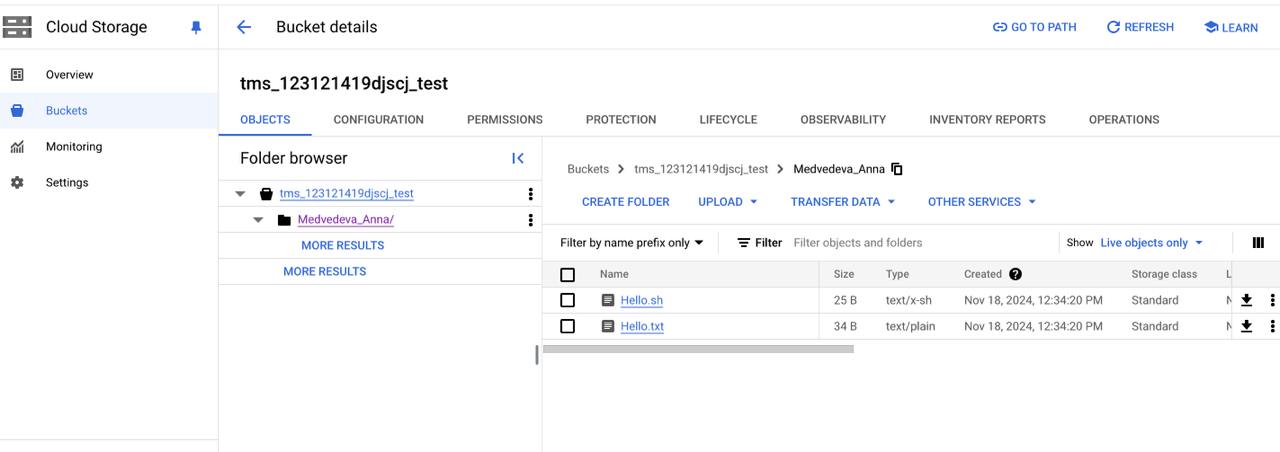 Cloud Storage
Bucket details
GO TO PATH
REFRESH
LEARN
Overview
Buckets
Monitoring
Settings
tms_123121419djscj_test
OBJECTS CONFIGURATION PERMISSIONS PROTECTION LIFECYCLE OBSERVABILITY INVENTORY REPORTS OPERATIONS
Folder browser
tms_123121419djscj_test
Medvedeva_Anna/
MORE RESULTS
MORE RESULTS
Buckets > tms_123121419djscj_test > Medvedeva_Anna
CREATE FOLDER UPLOAD TRANSFER DATA OTHER SERVICES
Filter by name prefix only Filter Filter objects and folders Show Live objects only
Name Size Type Created ? Storage class
Hello.sh 25 B text/x-sh Nov 18, 2024, 12:34:20 PM Standard
Hello.txt 34 B text/plain Nov 18, 2024, 12:34:20 PM Standard